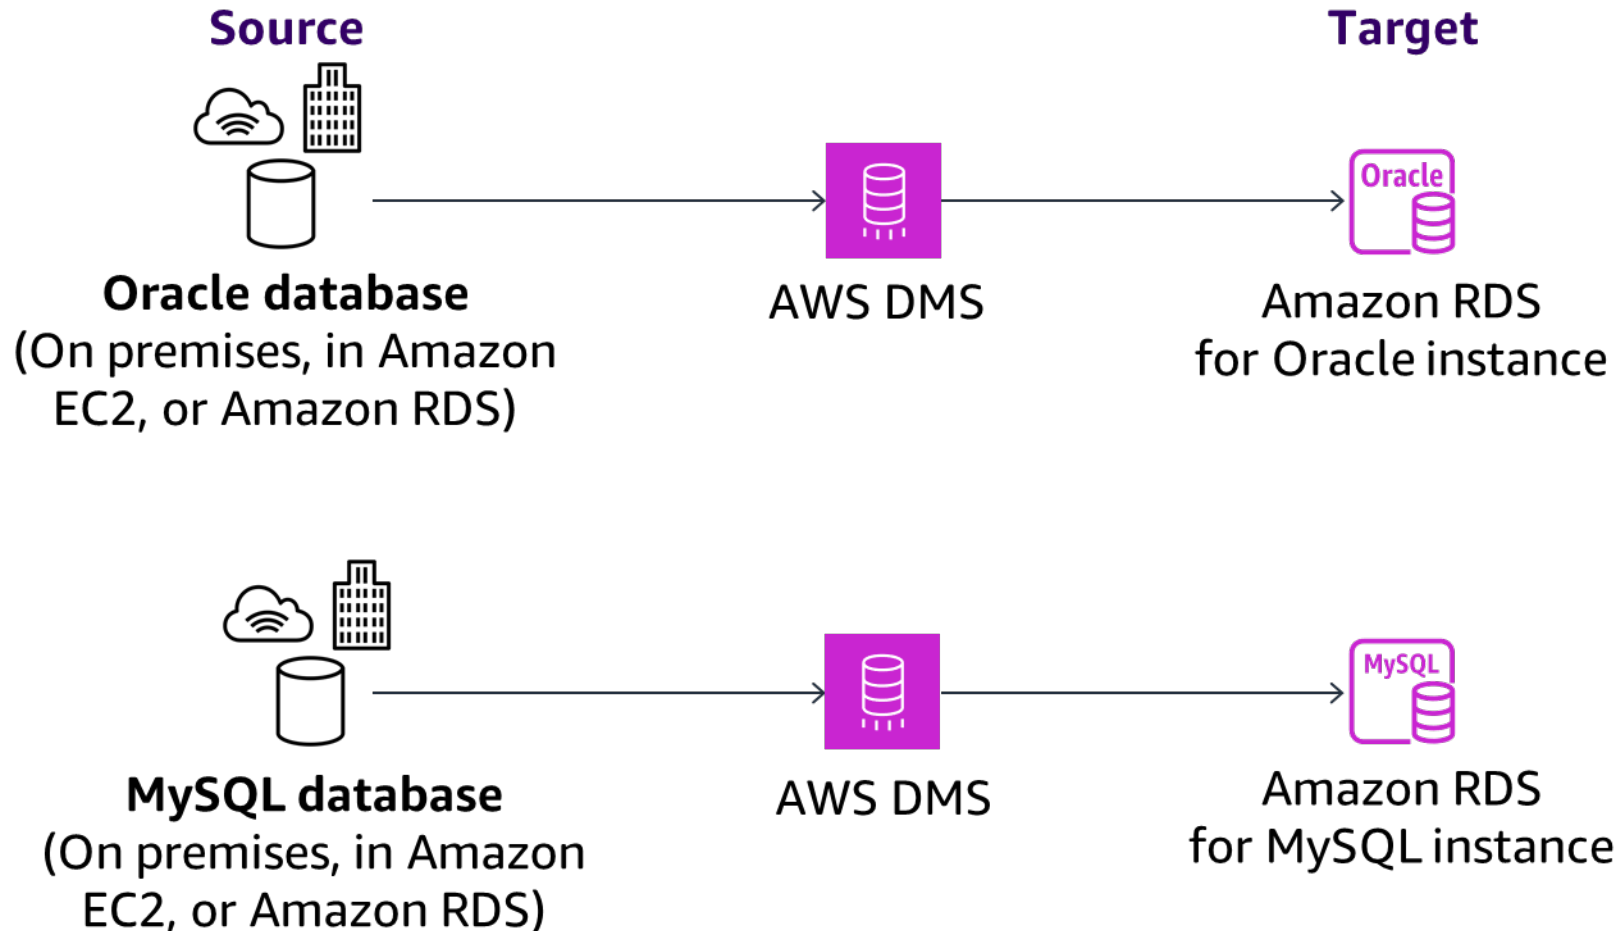 Source
Target
Oracle
Oracle database
(On premises, in Amazon
EC2, or Amazon RDS)
AWS DMS
Amazon RDS
for Oracle instance
MySQL
MySQL database
(On premises, in Amazon
EC2, or Amazon RDS)
AWS DMS
Amazon RDS
for MySQL instance